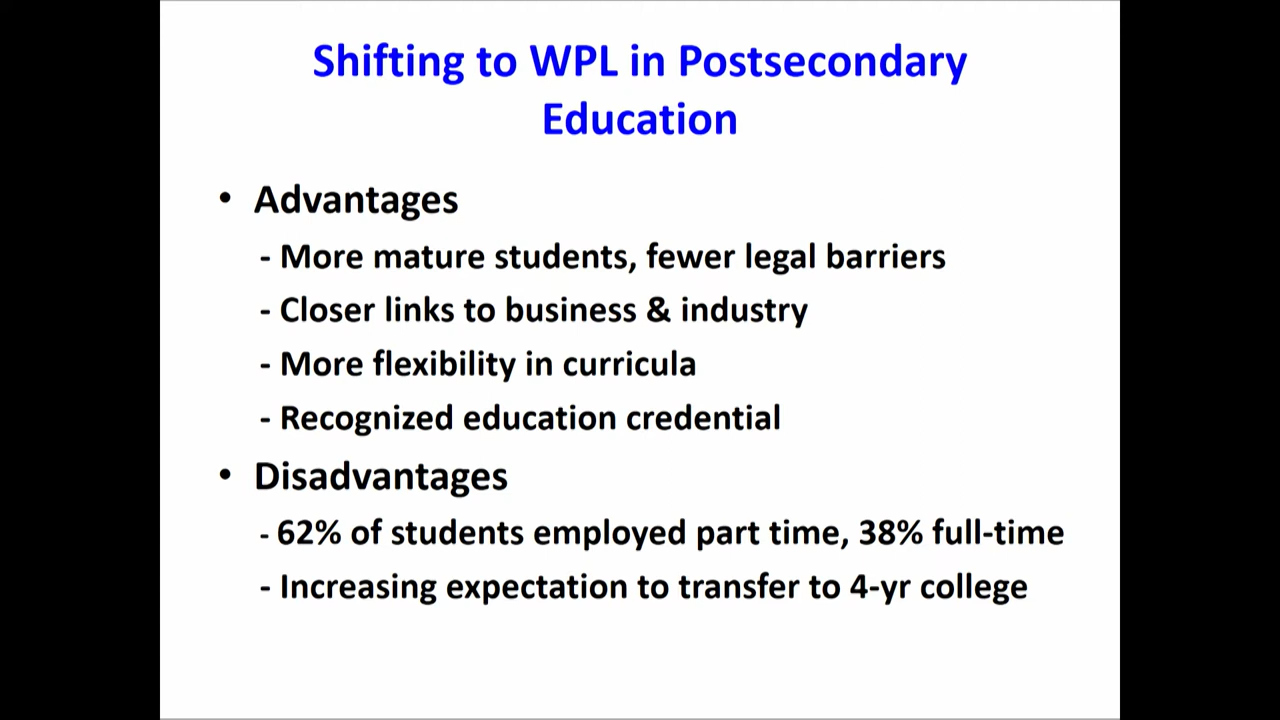 Shifting to WPL in Postsecondary
Education
• Advantages
- More mature students, fewer legal barriers
- Closer links to business & industry
- More flexibility in curricula
- Recognized education credential
• Disadvantages
- 62% of students employed part time, 38% full-time
- Increasing expectation to transfer to 4-yr college